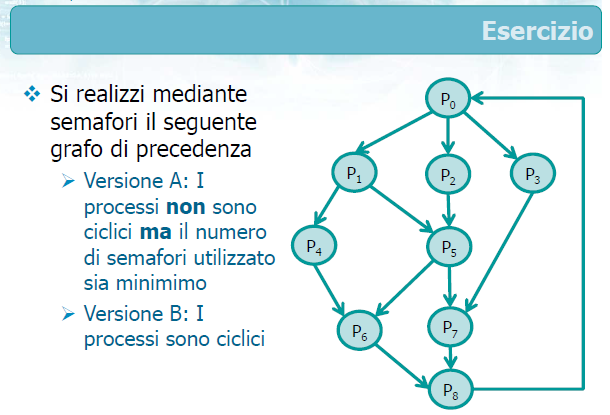 Esercizio
Si realizzi mediante
semafori il seguente
grafo di precedenza
Versione A: I
processi non sono
ciclici ma il numero
di semafori utilizzato
sia minimimo
Versione B: I
processi sono ciclici
P0
P1
P2
P3
P4
P5
P6
P7
P8